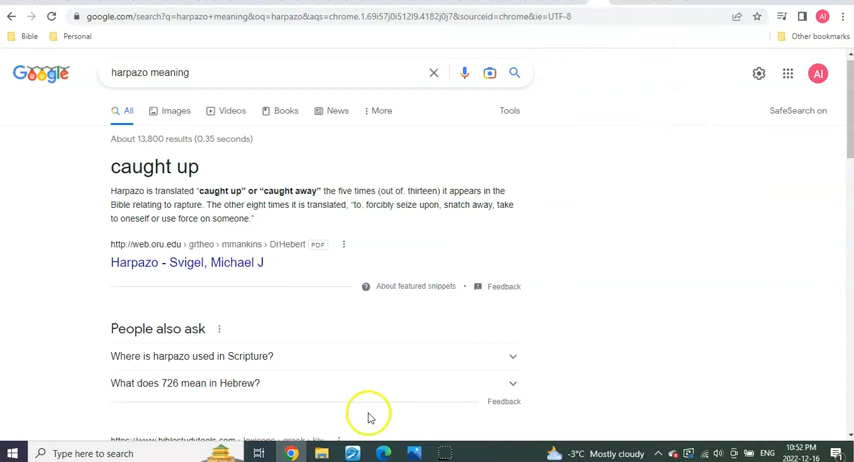 google.com/search?q=harpazo+meaning&oq=harpazo&aqs=chrome.1.69i57j0i512l9.4182j0j7&sourceid=chrome&ie=UTF-8
Al
Bible
Personal
Other bookmarks
Google
harpazo meaning
Al
All
Images
Videos
Books
News
More
Tools
SafeSearch on
About 13,800 results (0.35 seconds)
caught up
Harpazo is translated "caught up" or “caught away” the five times (out of. thirteen) it appears in the
Bible relating to rapture. The other eight times it is translated, "to. forcibly seize upon, snatch away, take
to oneself or use force on someone."
http://web.oru.edu › grtheo › mmankins › DrHebert PDF
Harpazo - Svigel, Michael J
About featured snippets • Feedback
People also ask
Where is harpazo used in Scripture?
What does 726 mean in Hebrew?
Feedback
Type here to search
-3°C Mostly cloudy
ENG
10:52 PM
2022-12-16